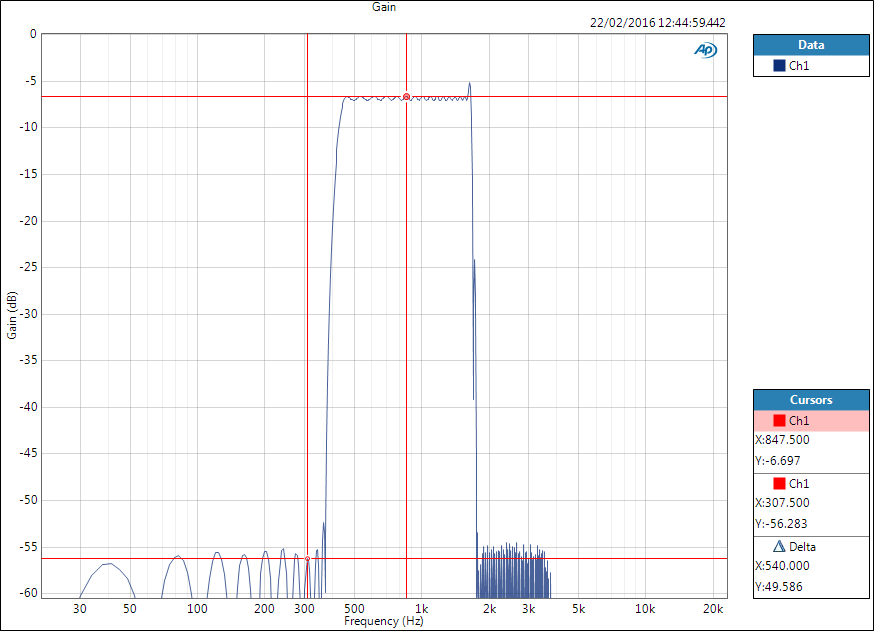 Gain
22/02/2016 12:44:59.442
AP
Gain (dB)
0
-5
-10
-15
-20
-25
-30
-35
-40
-45
-50
-55
-60
30 50 100 200 300 500 1k 2k 3k 5k 10k 20k
Frequency (Hz)
Data
Ch1
Cursors
Ch1
X:847.500
Y:-6.697
Ch1
X:307.500
Y:-56.283
Delta
X:540.000
Y:49.586